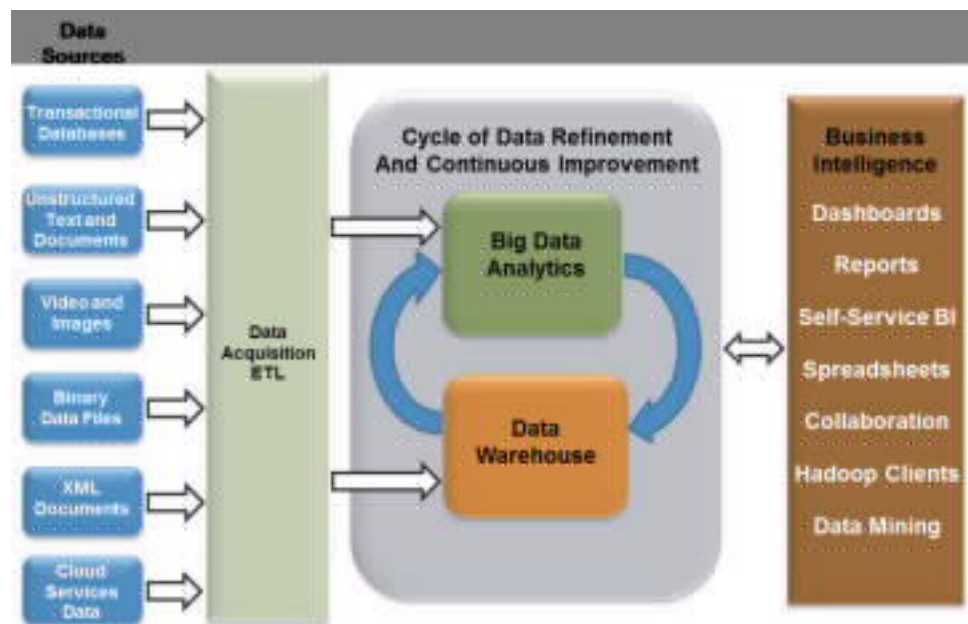 Data
Sources
Transactional
Databases
Unstructured
Text and
Documents
Video and
Images
Binary
Data Files
XML
Documents
Cloud
Services
Data
Data
Acquisition
ETL
Cycle of Data Refinement
And Continuous Improvement
Big Data
Analytics
Data
Warehouse
Business
Intelligence
Dashboards
Reports
Self-Service BI
Spreadsheets
Collaboration
Hadoop Clients
Data Mining